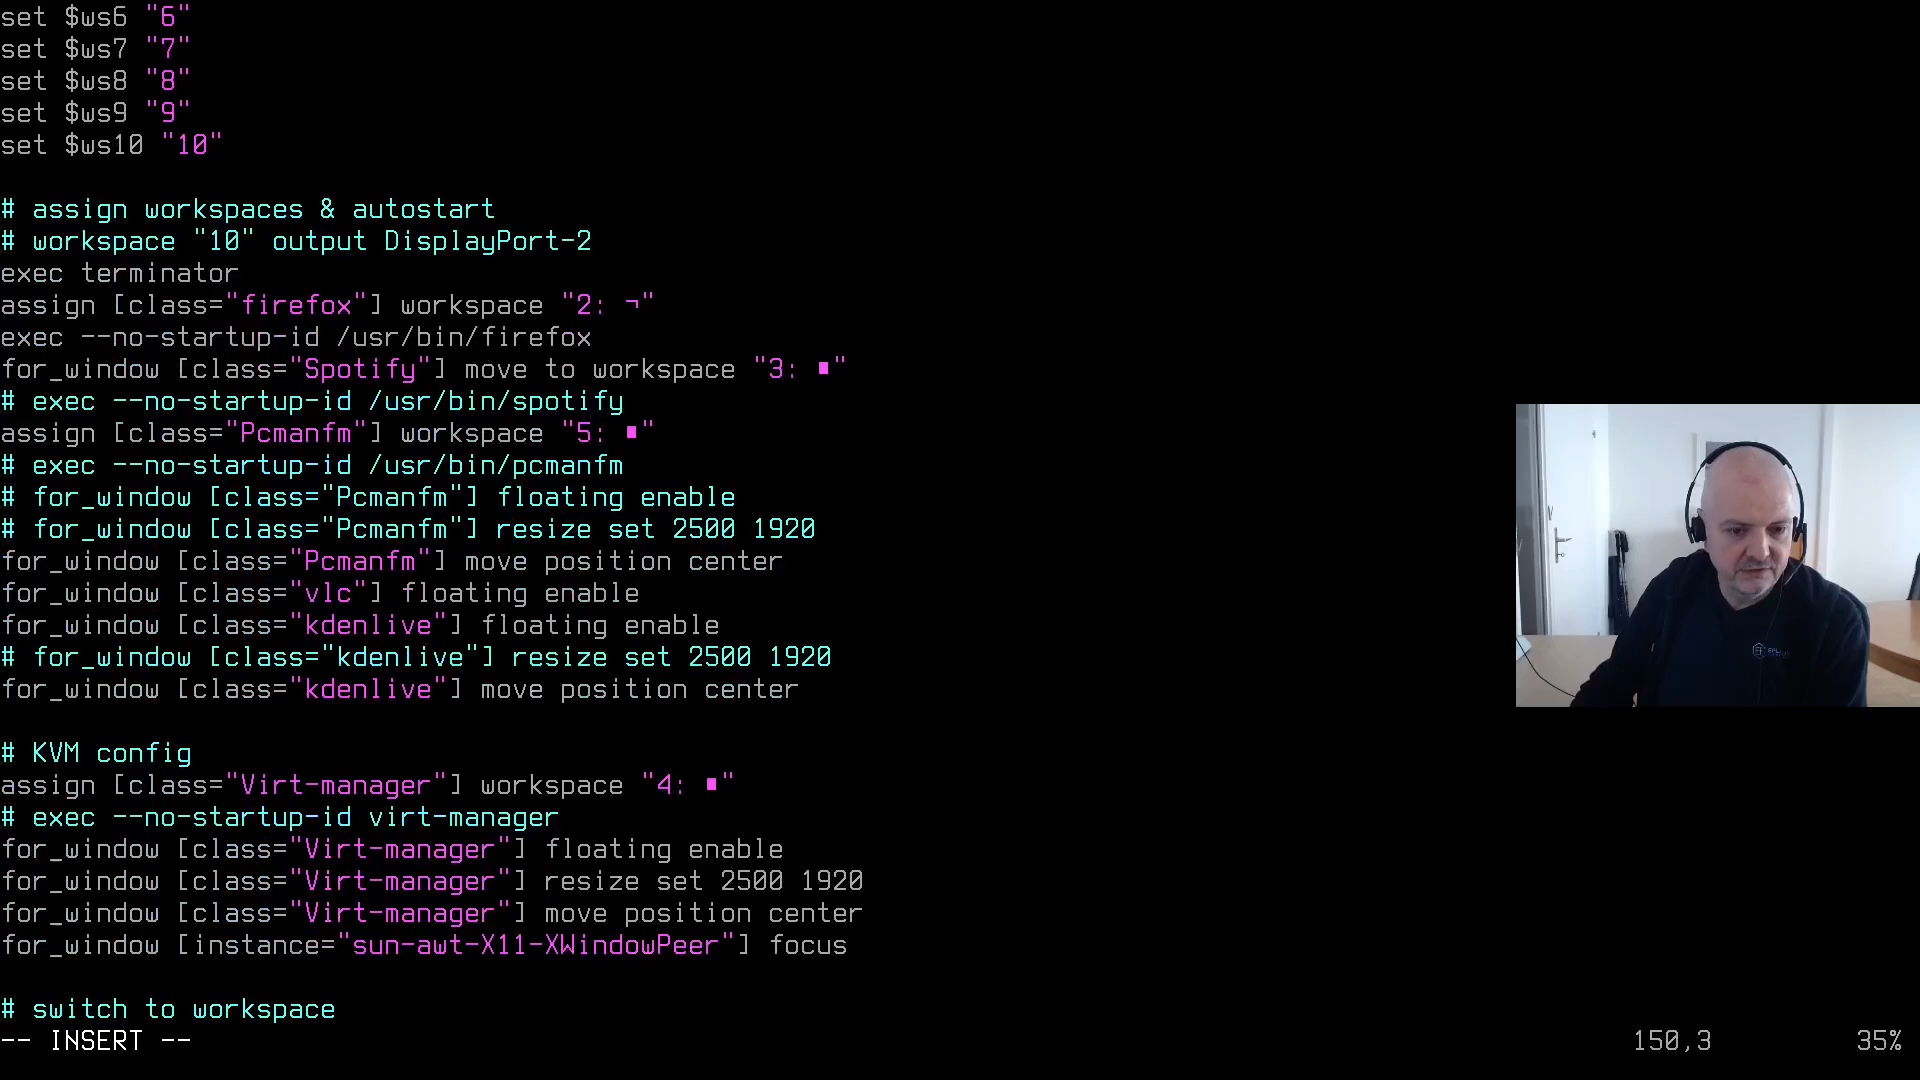 set $ws6 "6"
set $ws7 "7"
set $ws8 "8"
set $ws9 "9"
set $ws10 "10"
# assign workspaces & autostart
# workspace "10" output DisplayPort-2
exec terminator
assign [class="firefox"] workspace "2: ¬"
exec --no-startup-id /usr/bin/firefox
for_window [class="Spotify"] move to workspace "3: ▪"
# exec --no-startup-id /usr/bin/spotify
assign [class="Pcmanfm"] workspace "5: ▪"
# exec --no-startup-id /usr/bin/pcmanfm
# for_window [class="Pcmanfm"] floating enable
# for_window [class="Pcmanfm"] resize set 2500 1920
for_window [class="Pcmanfm"] move position center
for_window [class="vlc"] floating enable
for_window [class="kdenlive"] floating enable
# for_window [class="kdenlive"] resize set 2500 1920
for_window [class="kdenlive"] move position center
# KVM config
assign [class="Virt-manager"] workspace "4: ▪"
# exec --no-startup-id virt-manager
for_window [class="Virt-manager"] floating enable
for_window [class="Virt-manager"] resize set 2500 1920
for_window [class="Virt-manager"] move position center
for_window [instance="sun-awt-X11-XWindowPeer"] focus
# switch to workspace
-- INSERT -- 150,3 35%